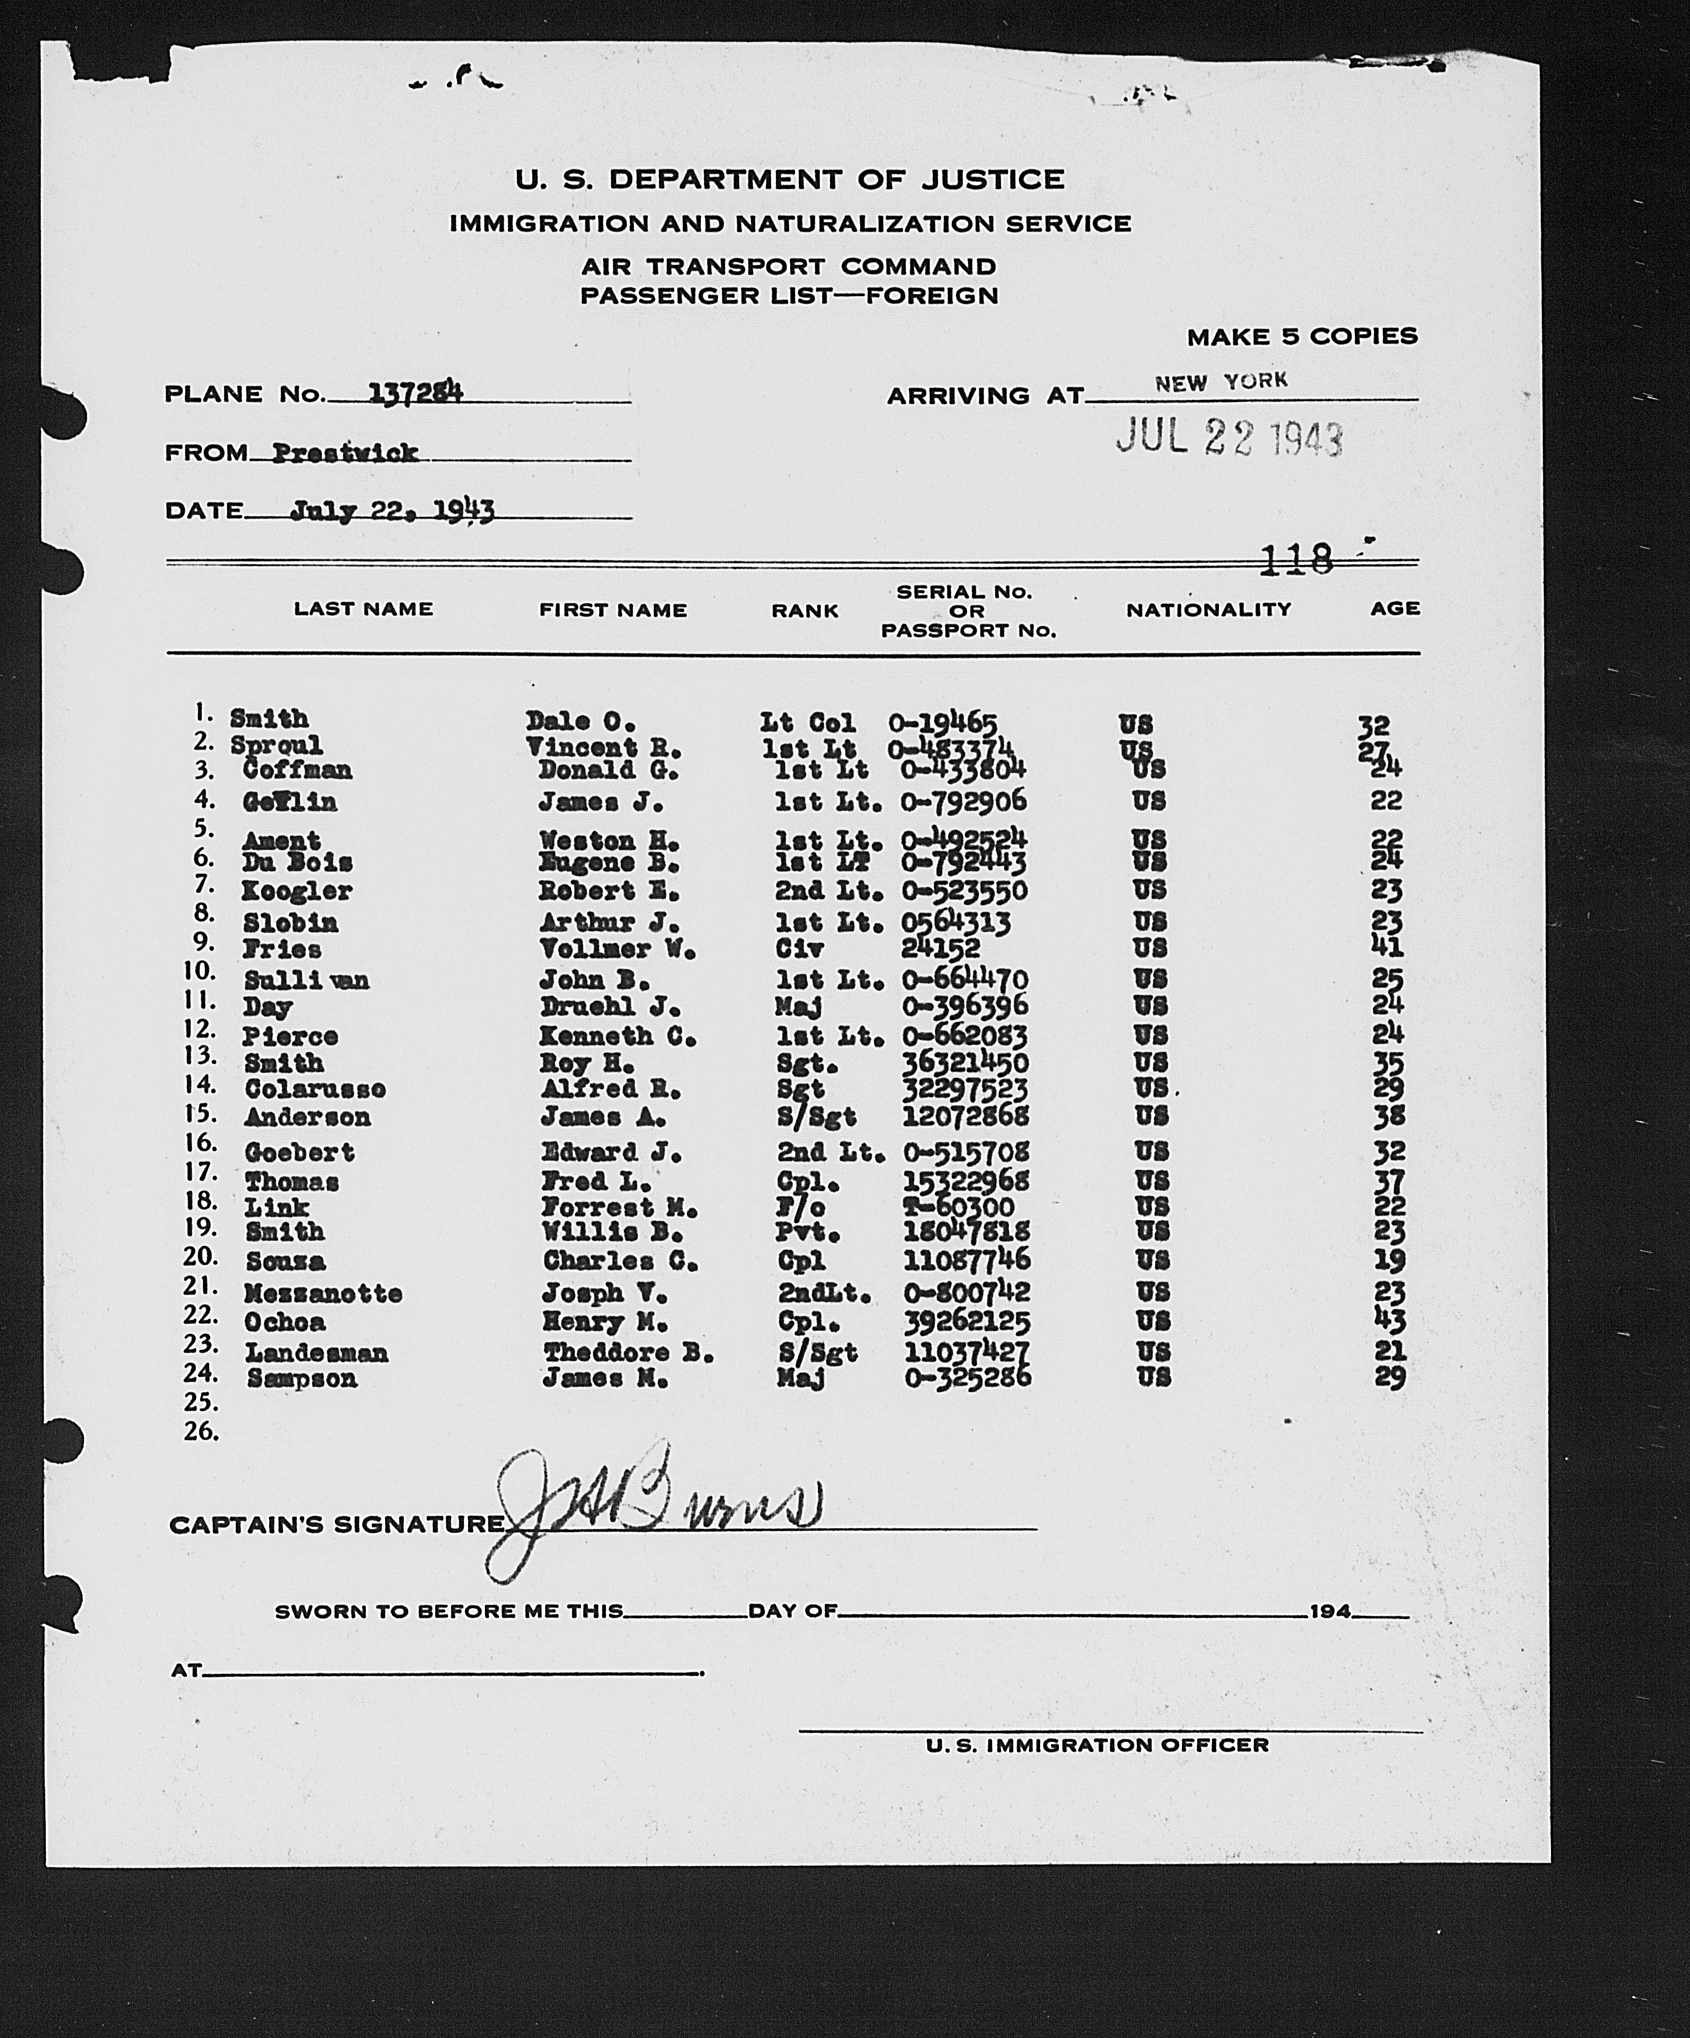 U. S. DEPARTMENT OF JUSTICE
IMMIGRATION AND NATURALIZATION SERVICE
AIR TRANSPORT COMMAND
PASSENGER LIST—FOREIGN
MAKE 5 COPIES
PLANE No. 137284 ARRIVING AT NEW YORK
JUL 22 1943
FROM Prestwick
DATE July 22, 1943
118
LAST NAME FIRST NAME RANK SERIAL No. OR PASSPORT No. NATIONALITY AGE
1. Smith Dale O. Lt Col 0-19465 US 32
2. Sproul Vincent R. 1st Lt 0-483374 US 27
3. Coffman Donald G. 1st Lt 0-433804 US 24
4. James J. 1st Lt. 0-792906 US 22
5. Ament Weston H. 1st Lt. 0-492524 US 22
6. Du Bois Eugene B. 1st LT 0-792443 US 24
7. Koogler Robert E. 2nd Lt. 0-523550 US 23
8. Slobin Arthur J. 1st Lt. 0564313 US 23
9. Fries Vollmer W. Civ 24152 US 41
10. Sullivan John B. 1st Lt. 0-664470 US 25
11. Day Druehl J. Maj 0-396396 US 24
12. Pierce Kenneth C. 1st Lt. 0-662083 US 24
13. Smith Roy H. Sgt. 36321450 US 35
14. Colarusso Alfred R. Sgt 32297523 US 29
15. Anderson James A. S/Sgt 12072868 US 38
16. Goebert Edward J. 2nd Lt. 0-515708 US 32
17. Thomas Fred L. Cpl. 15322968 US 37
18. Link Forrest M. F/o T-60300 US 22
19. Smith Willis B. Pvt. 18047818 US 23
20. Sousa Charles C. Cpl 11087746 US 19
21. Mezzanotte Josph V. 2ndLt. 0-800742 US 23
22. Ochoa Henry M. Cpl. 39262125 US 43
23. Landesman Theddore B. S/Sgt 11037427 US 21
24. Sampson James M. Maj 0-325286 US 29
25.
26.
CAPTAIN'S SIGNATURE J H Burns
SWORN TO BEFORE ME THIS DAY OF 194
AT .
U. S. IMMIGRATION OFFICER